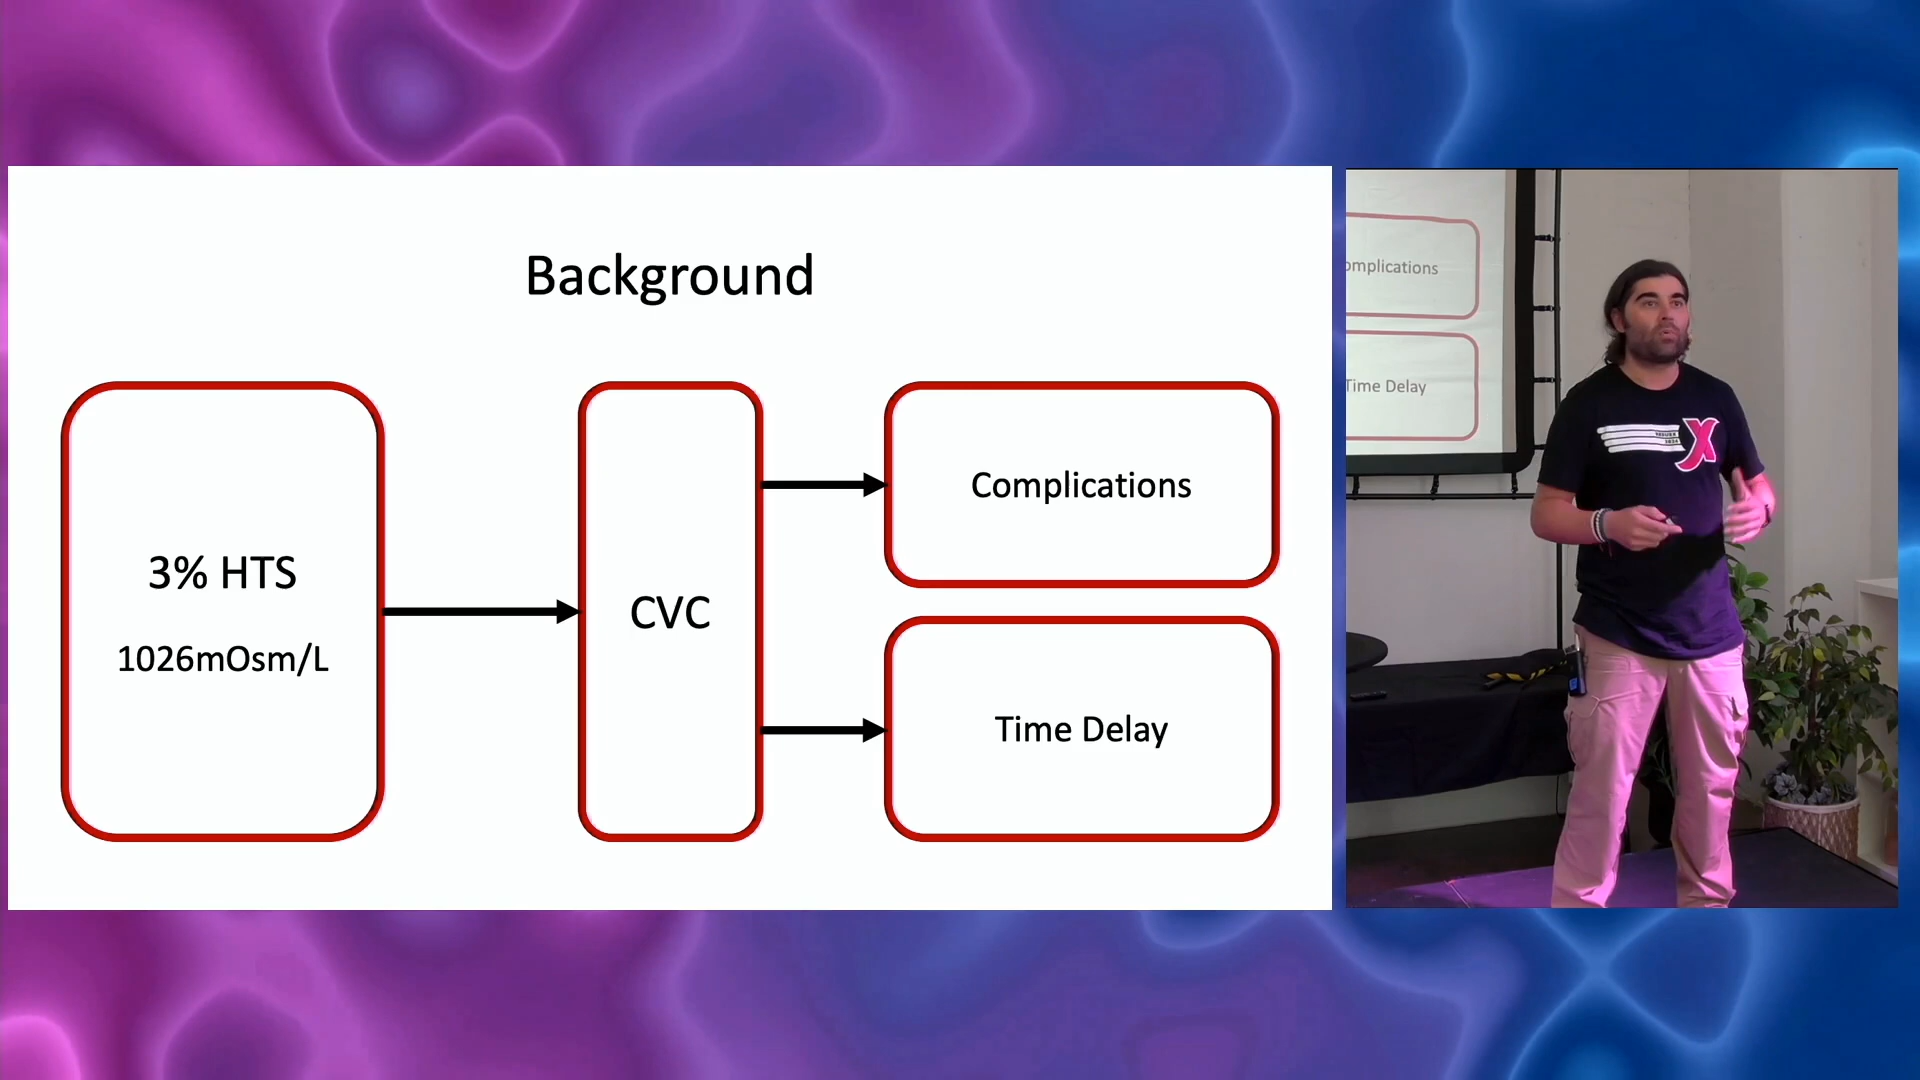 Background
3% HTS
1026mOsm/L
CVC
Complications
Time Delay
omplications
Time Delay
X